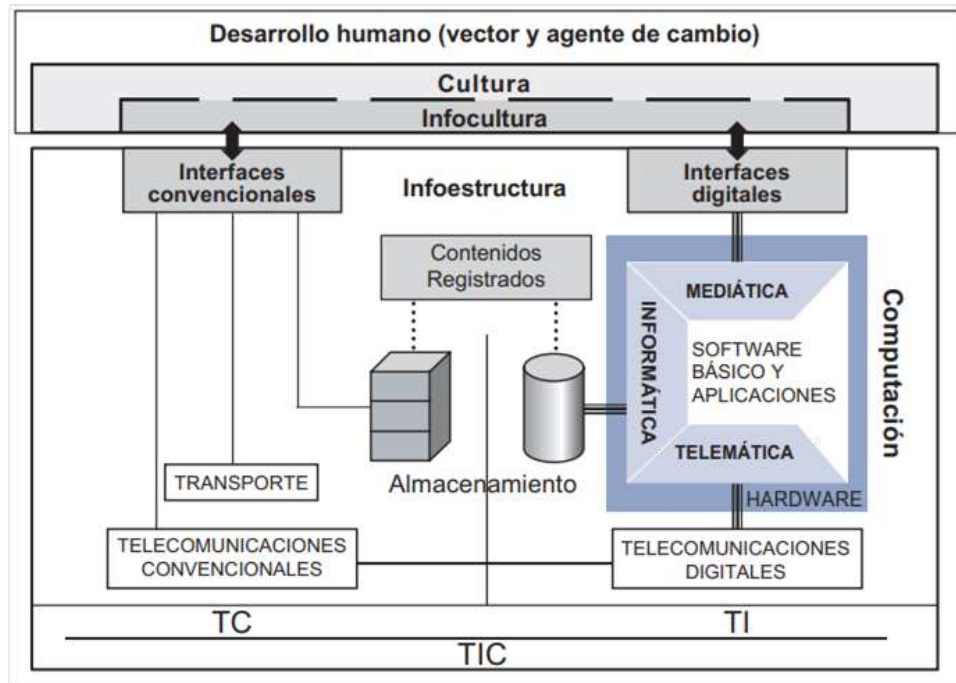 Desarrollo humano (vector y agente de cambio)
Cultura
Infocultura
Interfaces
convencionales
Infoestructura
Interfaces
digitales
Contenidos
Registrados
MEDIÁTICA
INFORMÁTICA
SOFTWARE
BÁSICO Y
APLICACIONES
TELEMÁTICA
HARDWARE
Computación
Almacenamiento
TRANSPORTE
TELECOMUNICACIONES
CONVENCIONALES
TELECOMUNICACIONES
DIGITALES
TC
TI
TIC